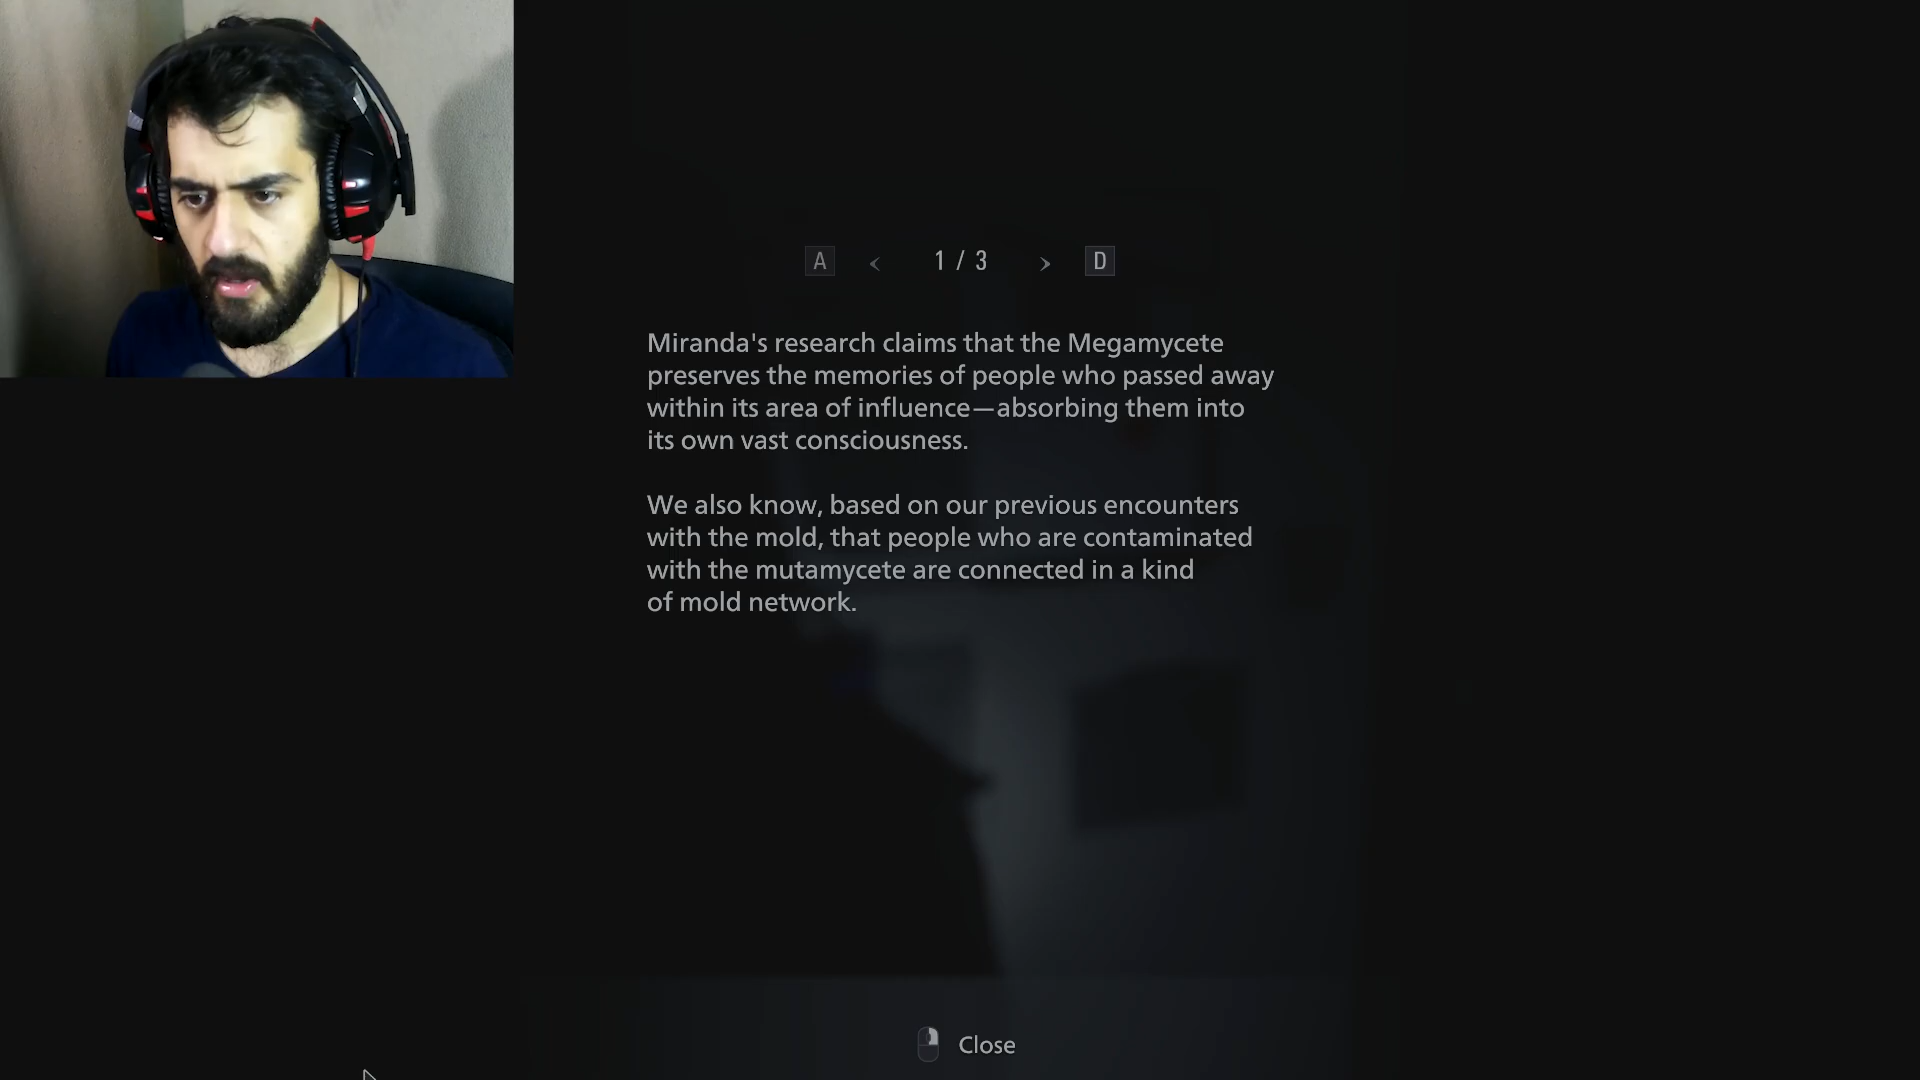 A < 1 / 3 > D
Miranda's research claims that the Megamycete
preserves the memories of people who passed away
within its area of influence—absorbing them into
its own vast consciousness.
We also know, based on our previous encounters
with the mold, that people who are contaminated
with the mutamycete are connected in a kind
of mold network.
Close